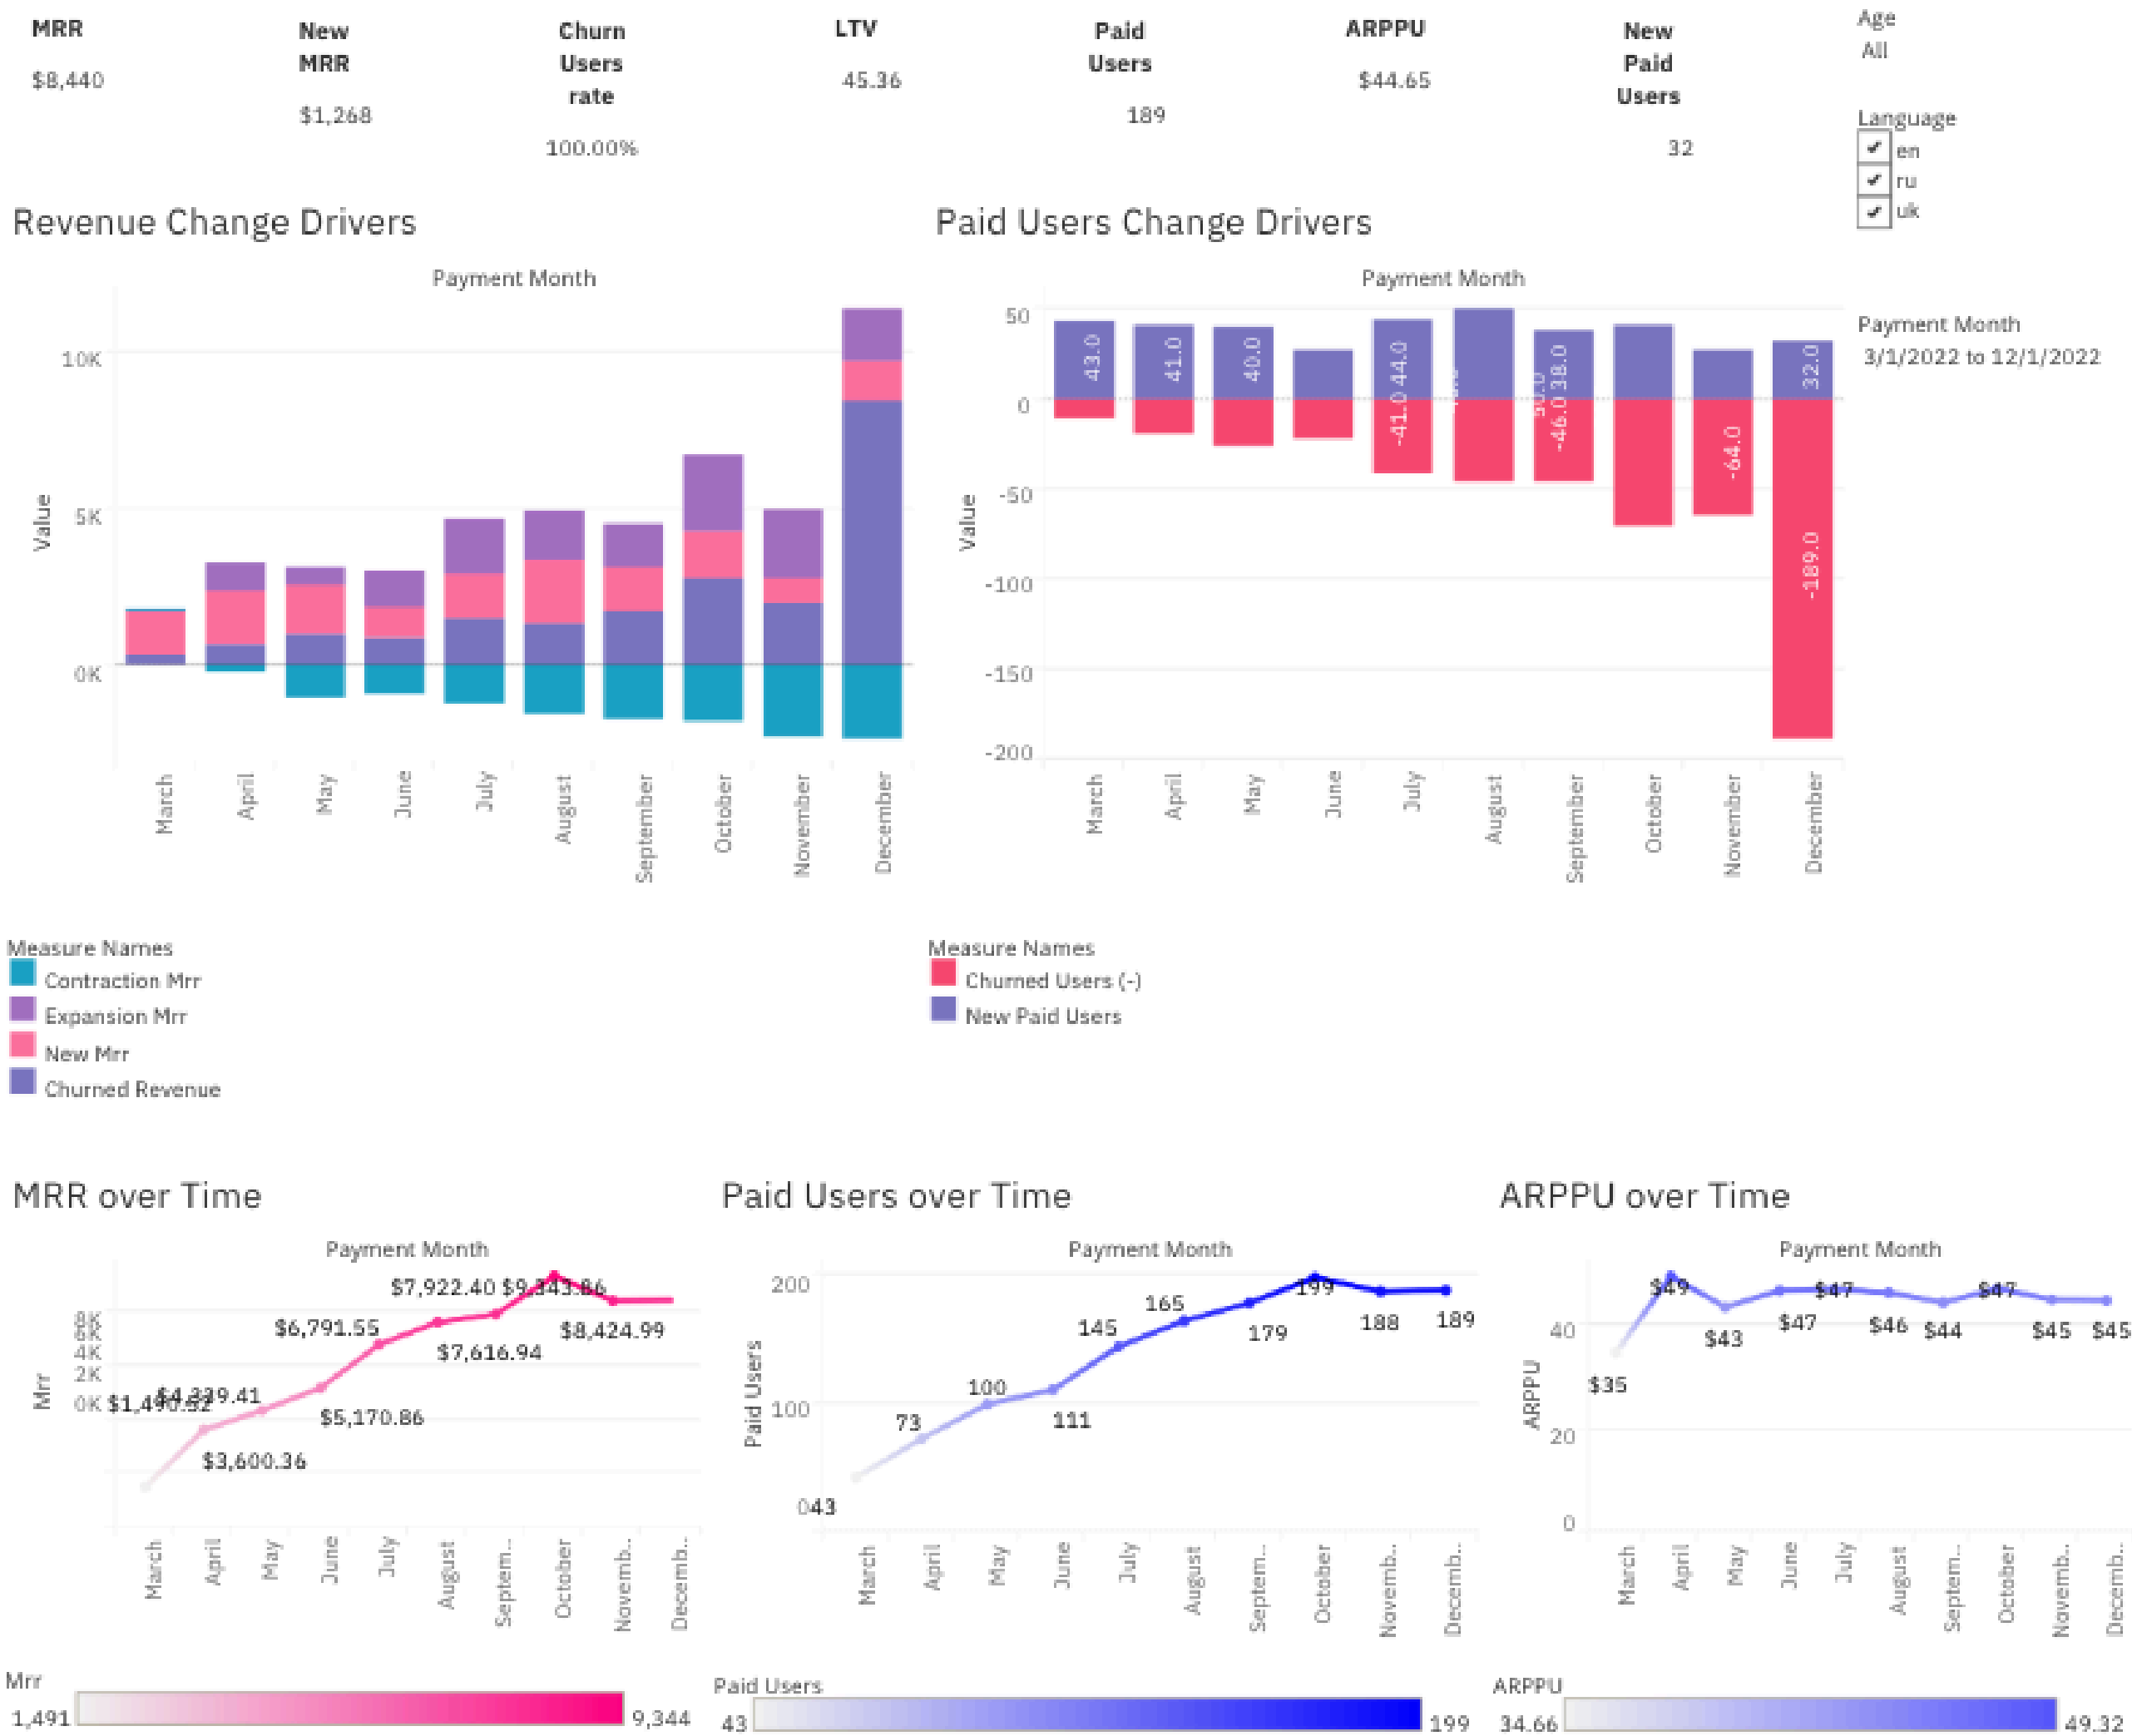 MRR
$8,440
New
MRR
$1,268
Churn
Users
rate
100.00%
LTV
45.36
Paid
Users
189
ARPPU
$44.65
New
Paid
Users
32
Age
All
Language
en
ru
uk
Payment Month
3/1/2022 to 12/1/2022
Revenue Change Drivers
Payment Month
Value
10K
5K
0K
March
April
May
June
July
August
September
October
November
December
Measure Names
Contraction Mrr
Expansion Mrr
New Mrr
Churned Revenue
Paid Users Change Drivers
Payment Month
Value
50
0
-50
-100
-150
-200
43.0
41.0
40.0
44.0
-41.0
50.0
38.0
-46.0
-64.0
32.0
-189.0
March
April
May
June
July
August
September
October
November
December
Measure Names
Churned Users (-)
New Paid Users
MRR over Time
Payment Month
Mrr
8K
6K
4K
2K
0K
$3,600.36
$4,339.41
$5,170.86
$6,791.55
$7,922.40
$7,616.94
$9,343.86
$8,424.99
March
April
May
June
July
August
Septem..
October
Novemb..
Decemb..
Mrr
1,491
9,344
Paid Users over Time
Payment Month
Paid Users
200
100
0
43
73
100
111
145
165
179
199
188
189
March
April
May
June
July
August
Septem..
October
Novemb..
Decemb..
Paid Users
43
199
ARPPU over Time
Payment Month
ARPPU
40
20
0
$35
$49
$43
$47
$47
$46
$44
$47
$45
$45
March
April
May
June
July
August
Septem..
October
Novemb..
Decemb..
ARPPU
34.66
49.32